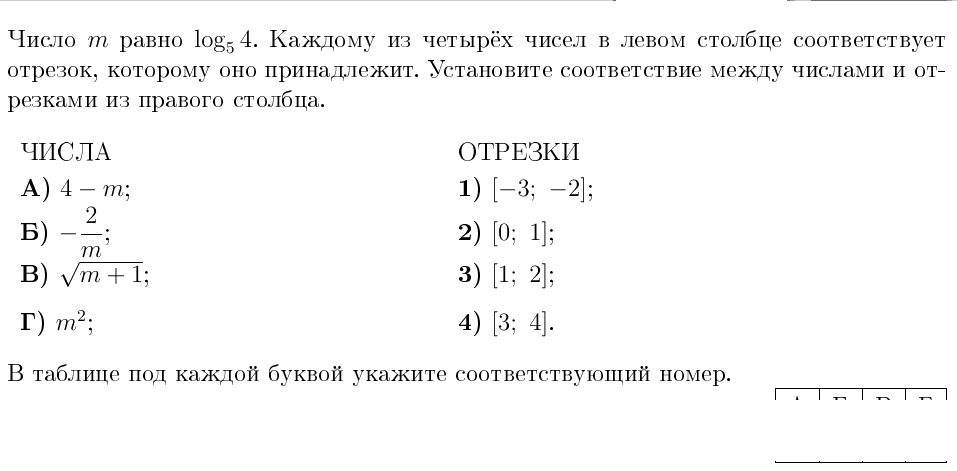 Число m равно log₅ 4. Каждому из четырёх чисел в левом столбце соответствует
отрезок, которому оно принадлежит. Установите соответствие между числами и от-
резками из правого столбца.
ЧИСЛА ОТРЕЗКИ
А) 4 − m; 1) [−3; −2];
Б) −2/m; 2) [0; 1];
В) √(m + 1); 3) [1; 2];
Г) m²; 4) [3; 4].
В таблице под каждой буквой укажите соответствующий номер.